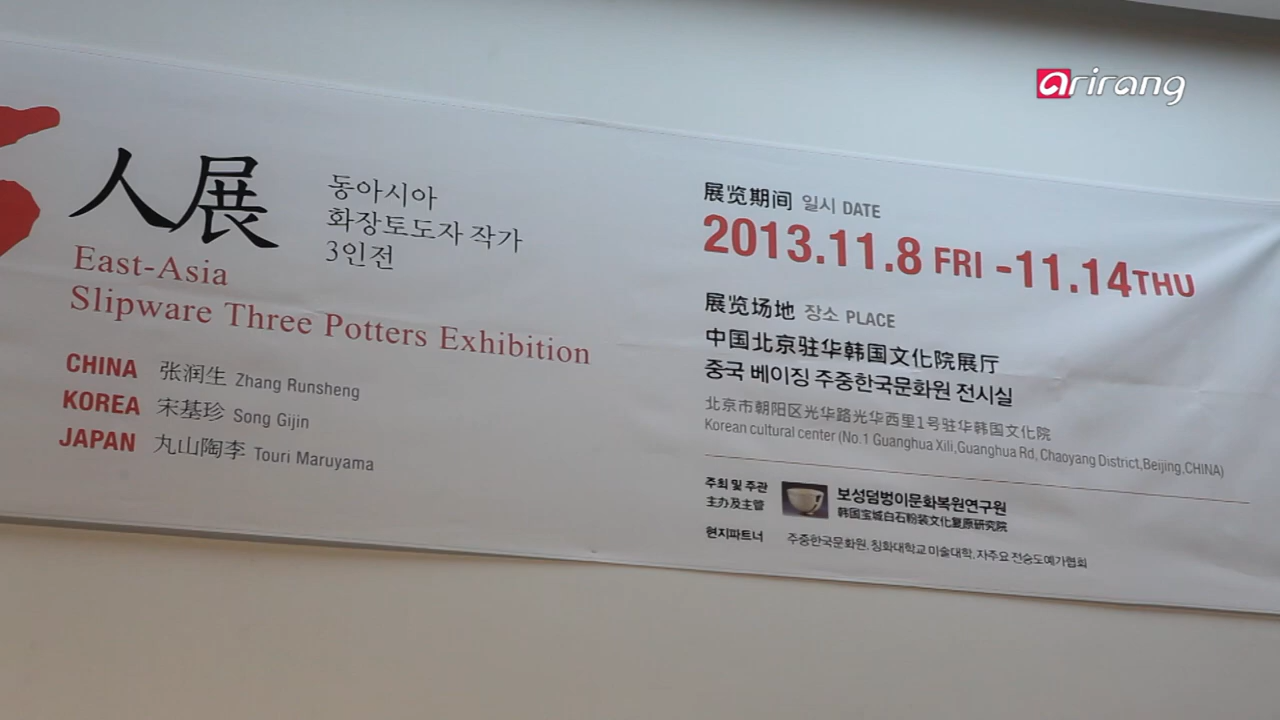 arirang
人展
동아시아
화장토도자 작가
3인전
East-Asia
Slipware Three Potters Exhibition
CHINA 张润生 Zhang Runsheng
KOREA 宋基珍 Song Gijin
JAPAN 丸山陶李 Touri Maruyama
展览期间 일시 DATE
2013.11.8 FRI -11.14THU
展览场地 장소 PLACE
中国北京驻华韩国文化院展厅
중국 베이징 주중한국문화원 전시실
北京市朝阳区光华路光华西里1号驻华韩国文化院
Korean cultural center (No.1 Guanghua Xili,Guanghua Rd, Chaoyang District,Beijing,CHINA)
주최 및 주관 보성덤벙이문화복원연구원
主办及主管 韩国宝城白石粉装文化复原研究院
현지파트너 주중한국문화원, 칭화대학교 미술대학, 자주요 전승도예가협회